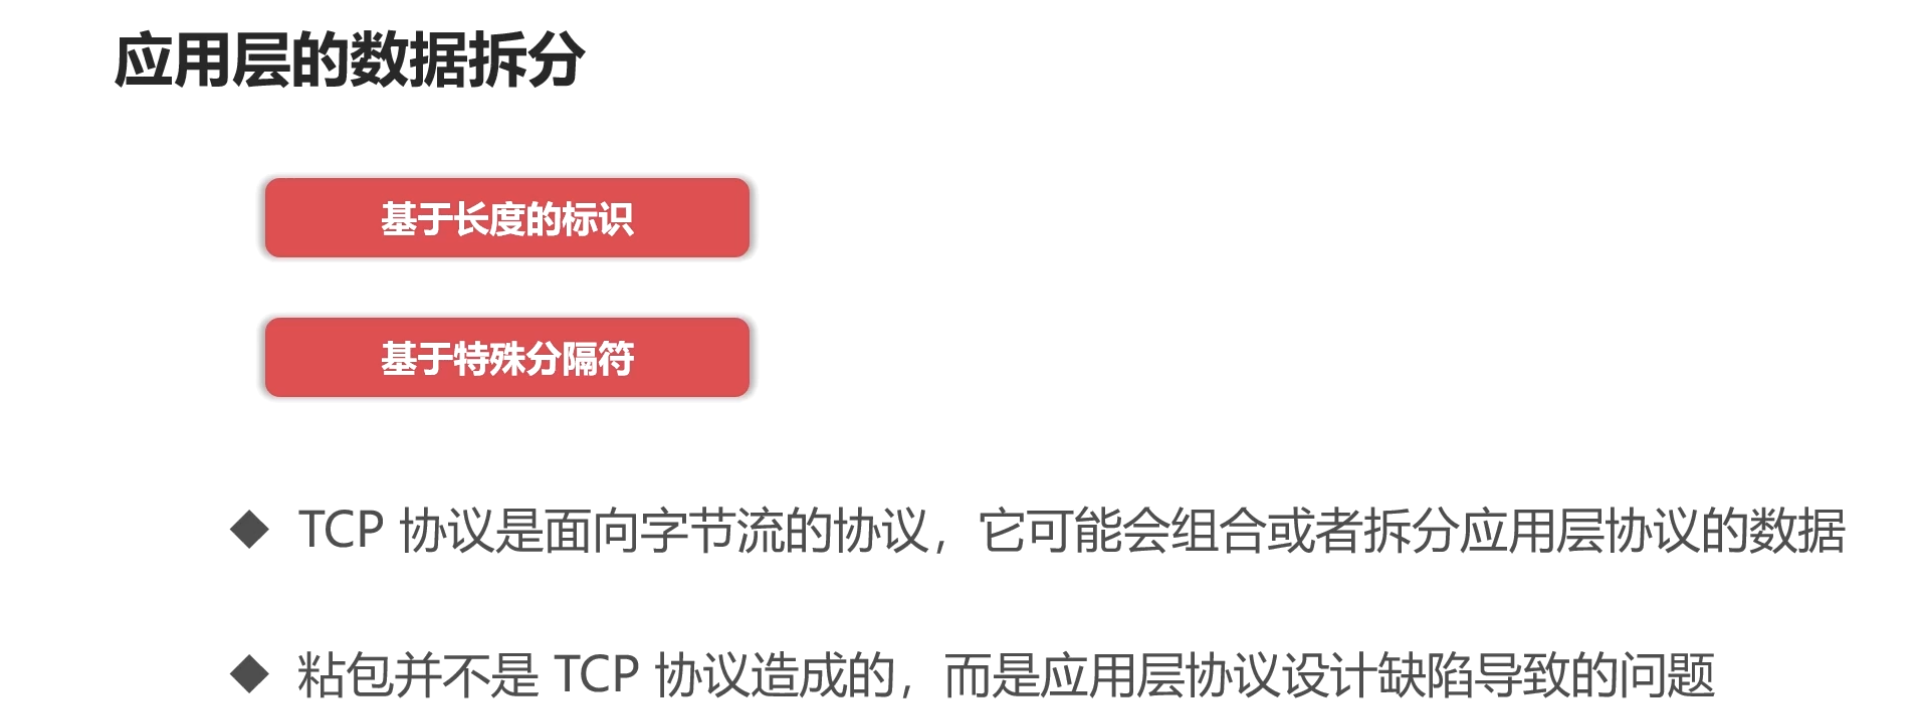 应用层的数据拆分
基于长度的标识
基于特殊分隔符
◆ TCP 协议是面向字节流的协议，它可能会组合或者拆分应用层协议的数据
◆ 粘包并不是 TCP 协议造成的，而是应用层协议设计缺陷导致的问题